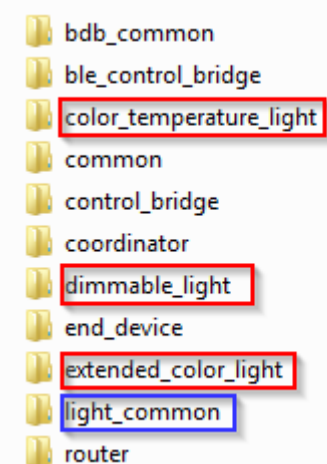 bdb_common
ble_control_bridge
color_temperature_light
common
control_bridge
coordinator
dimmable_light
end_device
extended_color_light
light_common
router